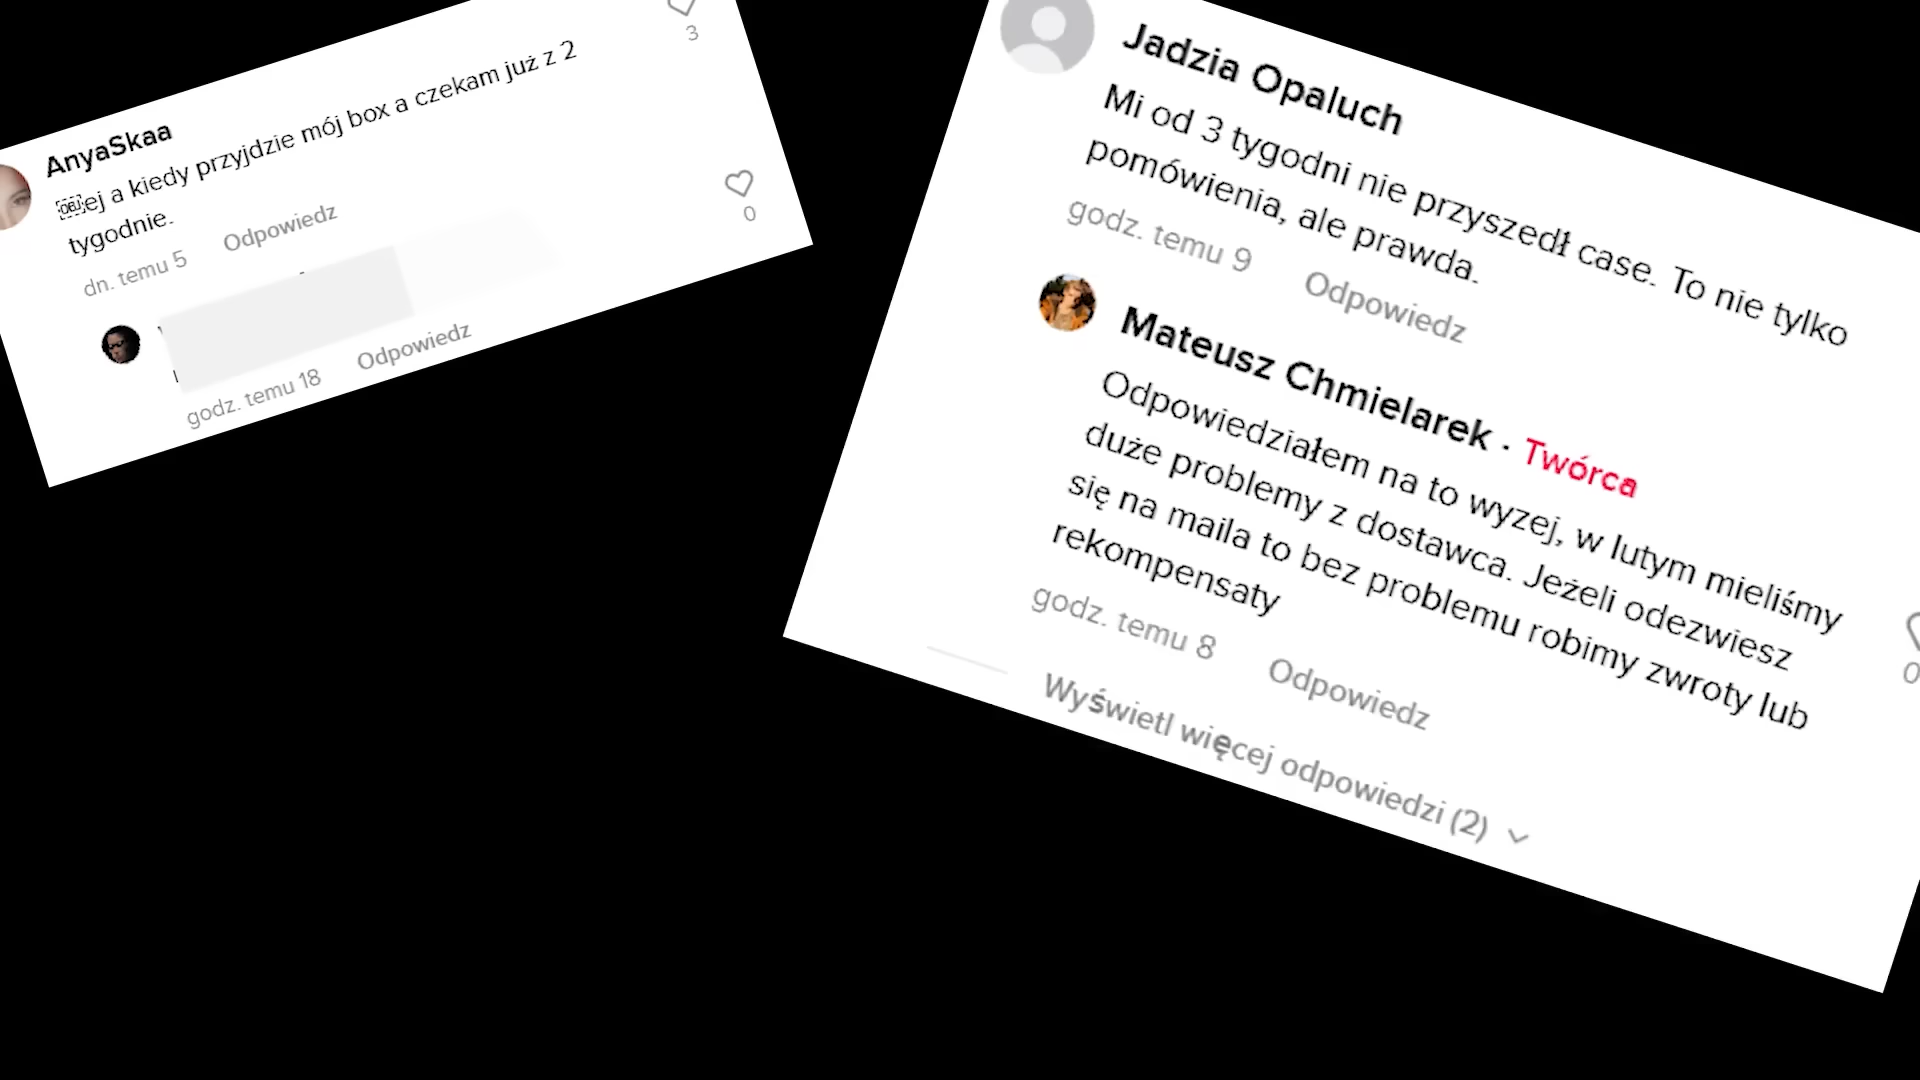 3
AnyaSkaa
ej a kiedy przyjdzie mój box a czekam już z 2
tygodnie.
dn. temu 5 Odpowiedz
0
godz. temu 18 Odpowiedz
Jadzia Opaluch
Mi od 3 tygodni nie przyszedł case. To nie tylko
pomówienia, ale prawda.
godz. temu 9 Odpowiedz
Mateusz Chmielarek · Twórca
Odpowiedziałem na to wyzej, w lutym mieliśmy
duże problemy z dostawca. Jeżeli odezwiesz
się na maila to bez problemu robimy zwroty lub
rekompensaty
0
godz. temu 8 Odpowiedz
Wyświetl więcej odpowiedzi (2)